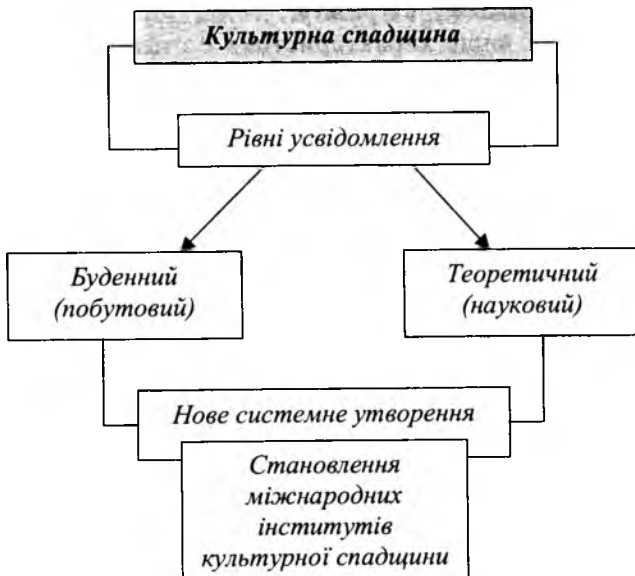 Культурна спадщина
Рівні усвідомлення
Буденний
(побутовий)
Теоретичний
(науковий)
Нове системне утворення
Становлення
міжнародних
інститутів
культурної спадщини